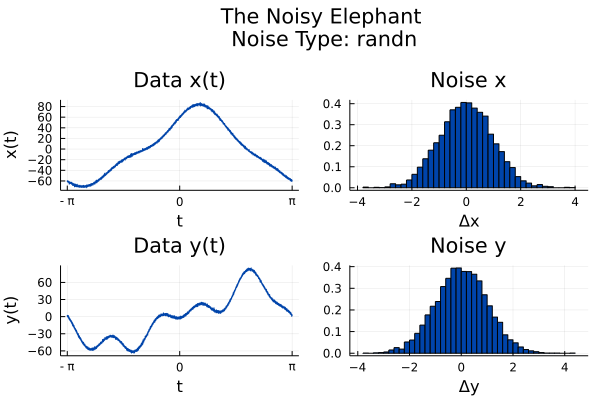 The Noisy Elephant
Noise Type: randn
Data x(t)
Noise x
x(t)
80
60
40
20
0
−20
−40
−60
- π
0
π
t
0.4
0.3
0.2
0.1
0.0
−4
−2
0
2
4
Δx
Data y(t)
Noise y
y(t)
60
30
0
−30
−60
- π
0
π
t
0.4
0.3
0.2
0.1
0.0
−4
−2
0
2
4
Δy